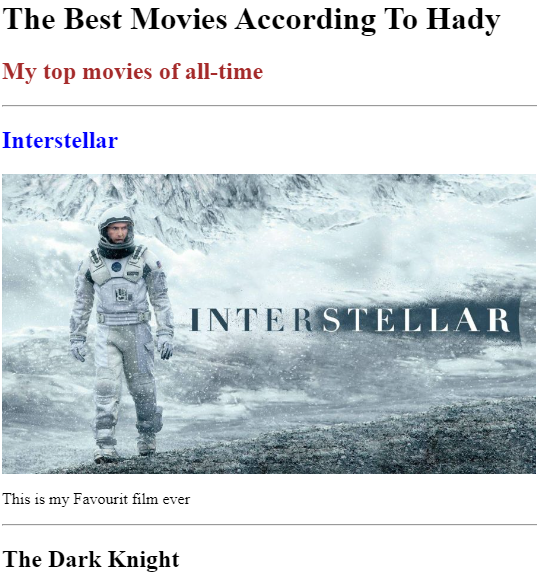 The Best Movies According To Hady
My top movies of all-time
Interstellar
INTERSTELLAR
This is my Favourit film ever
The Dark Knight